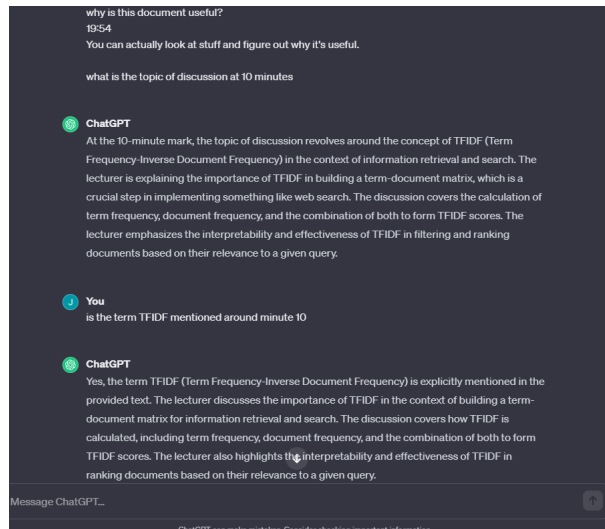 why is this document useful?
19:54
You can actually look at stuff and figure out why it's useful.
what is the topic of discussion at 10 minutes
ChatGPT
At the 10-minute mark, the topic of discussion revolves around the concept of TFIDF (Term
Frequency-Inverse Document Frequency) in the context of information retrieval and search. The
lecturer is explaining the importance of TFIDF in building a term-document matrix, which is a
crucial step in implementing something like web search. The discussion covers the calculation of
term frequency, document frequency, and the combination of both to form TFIDF scores. The
lecturer emphasizes the interpretability and effectiveness of TFIDF in filtering and ranking
documents based on their relevance to a given query.
J
You
is the term TFIDF mentioned around minute 10
ChatGPT
Yes, the term TFIDF (Term Frequency-Inverse Document Frequency) is explicitly mentioned in the
provided text. The lecturer discusses the importance of TFIDF in the context of building a term-
document matrix for information retrieval and search. The discussion covers how TFIDF is
calculated, including term frequency, document frequency, and the combination of both to form
TFIDF scores. The lecturer also highlights the interpretability and effectiveness of TFIDF in
ranking documents based on their relevance to a given query.
Message ChatGPT...
ChatGPT can make mistakes. Consider checking important information.